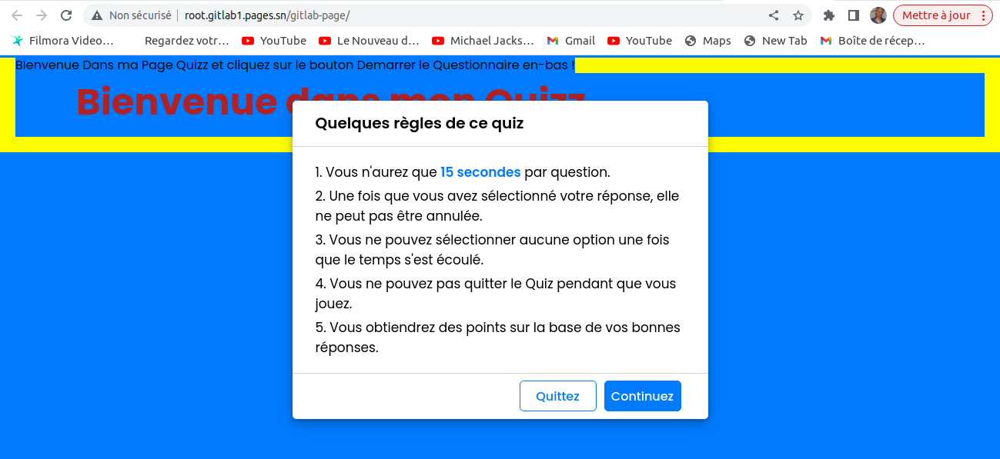 Non sécurisé root.gitlab1.pages.sn/gitlab-page/ Mettre à jour
Filmora Video… Regardez votr… YouTube Le Nouveau d… Michael Jacks… Gmail YouTube Maps New Tab Boîte de récep…
Bienvenue Dans ma Page Quizz et cliquez sur le bouton Demarrer le Questionnaire en-bas !
Bienvenue dans mon Quizz
Quelques règles de ce quiz
1. Vous n'aurez que 15 secondes par question.
2. Une fois que vous avez sélectionné votre réponse, elle
ne peut pas être annulée.
3. Vous ne pouvez sélectionner aucune option une fois
que le temps s'est écoulé.
4. Vous ne pouvez pas quitter le Quiz pendant que vous
jouez.
5. Vous obtiendrez des points sur la base de vos bonnes
réponses.
Quittez Continuez